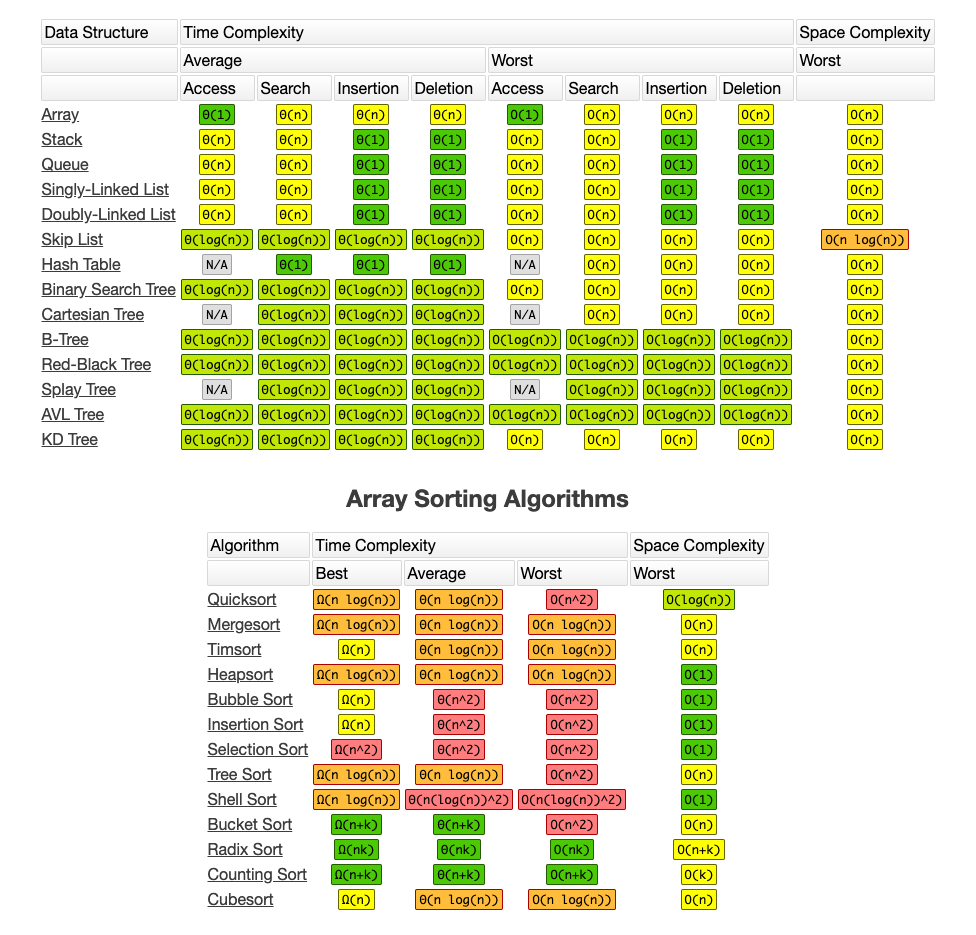 Data Structure Time Complexity Space Complexity
Average Worst Worst
Access Search Insertion Deletion Access Search Insertion Deletion
Array Θ(1) Θ(n) Θ(n) Θ(n) O(1) O(n) O(n) O(n) O(n)
Stack Θ(n) Θ(n) Θ(1) Θ(1) O(n) O(n) O(1) O(1) O(n)
Queue Θ(n) Θ(n) Θ(1) Θ(1) O(n) O(n) O(1) O(1) O(n)
Singly-Linked List Θ(n) Θ(n) Θ(1) Θ(1) O(n) O(n) O(1) O(1) O(n)
Doubly-Linked List Θ(n) Θ(n) Θ(1) Θ(1) O(n) O(n) O(1) O(1) O(n)
Skip List Θ(log(n)) Θ(log(n)) Θ(log(n)) Θ(log(n)) O(n) O(n) O(n) O(n) O(n log(n))
Hash Table N/A Θ(1) Θ(1) Θ(1) N/A O(n) O(n) O(n) O(n)
Binary Search Tree Θ(log(n)) Θ(log(n)) Θ(log(n)) Θ(log(n)) O(n) O(n) O(n) O(n) O(n)
Cartesian Tree N/A Θ(log(n)) Θ(log(n)) Θ(log(n)) N/A O(n) O(n) O(n) O(n)
B-Tree Θ(log(n)) Θ(log(n)) Θ(log(n)) Θ(log(n)) O(log(n)) O(log(n)) O(log(n)) O(log(n)) O(n)
Red-Black Tree Θ(log(n)) Θ(log(n)) Θ(log(n)) Θ(log(n)) O(log(n)) O(log(n)) O(log(n)) O(log(n)) O(n)
Splay Tree N/A Θ(log(n)) Θ(log(n)) Θ(log(n)) N/A O(log(n)) O(log(n)) O(log(n)) O(n)
AVL Tree Θ(log(n)) Θ(log(n)) Θ(log(n)) Θ(log(n)) O(log(n)) O(log(n)) O(log(n)) O(log(n)) O(n)
KD Tree Θ(log(n)) Θ(log(n)) Θ(log(n)) Θ(log(n)) O(n) O(n) O(n) O(n) O(n)
Array Sorting Algorithms
Algorithm Time Complexity Space Complexity
Best Average Worst Worst
Quicksort Ω(n log(n)) Θ(n log(n)) O(n^2) O(log(n))
Mergesort Ω(n log(n)) Θ(n log(n)) O(n log(n)) O(n)
Timsort Ω(n) Θ(n log(n)) O(n log(n)) O(n)
Heapsort Ω(n log(n)) Θ(n log(n)) O(n log(n)) O(1)
Bubble Sort Ω(n) Θ(n^2) O(n^2) O(1)
Insertion Sort Ω(n) Θ(n^2) O(n^2) O(1)
Selection Sort Ω(n^2) Θ(n^2) O(n^2) O(1)
Tree Sort Ω(n log(n)) Θ(n log(n)) O(n^2) O(n)
Shell Sort Ω(n log(n)) Θ(n(log(n))^2) O(n(log(n))^2) O(1)
Bucket Sort Ω(n+k) Θ(n+k) O(n^2) O(n)
Radix Sort Ω(nk) Θ(nk) O(nk) O(n+k)
Counting Sort Ω(n+k) Θ(n+k) O(n+k) O(k)
Cubesort Ω(n) Θ(n log(n)) O(n log(n)) O(n)